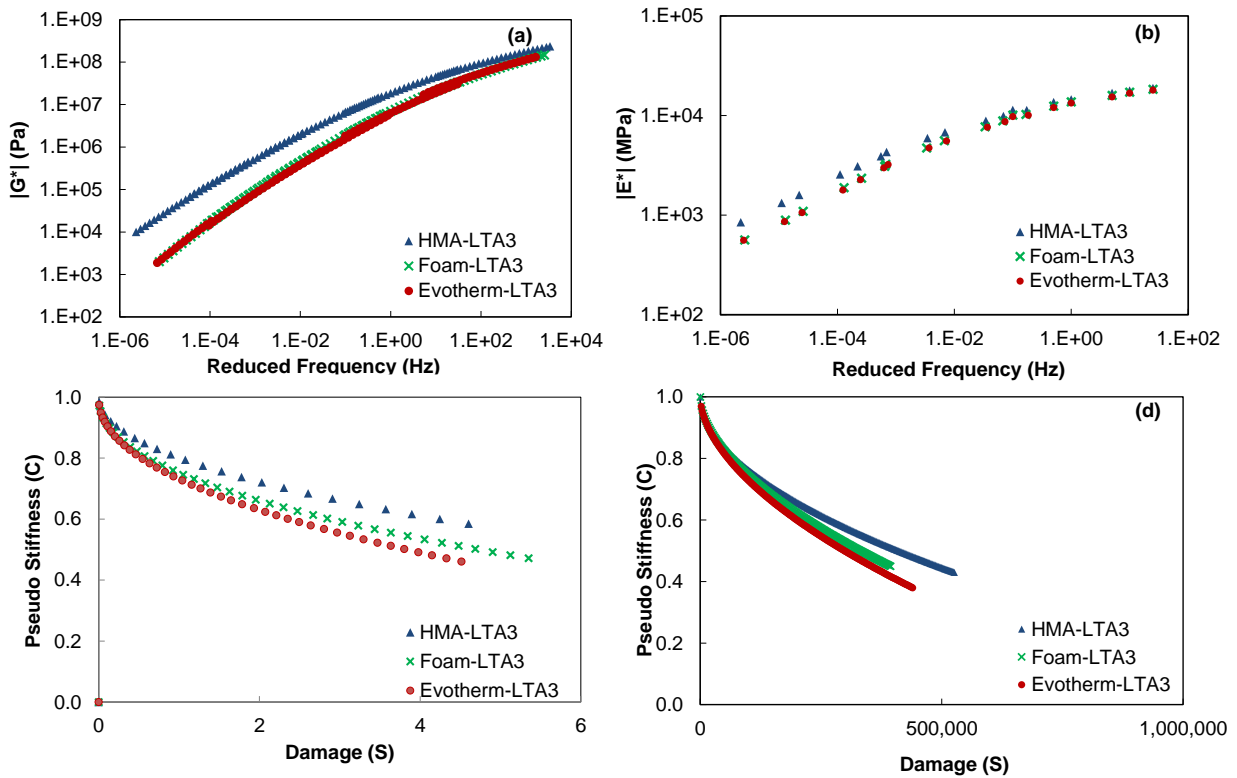 (a)
1.E+09
1.E+08
1.E+07
1.E+06
1.E+05
1.E+04
1.E+03
1.E+02
|G*| (Pa)
HMA-LTA3
Foam-LTA3
Evotherm-LTA3
1.E-06 1.E-04 1.E-02 1.E+00 1.E+02 1.E+04
Reduced Frequency (Hz)
(b)
1.E+05
1.E+04
1.E+03
1.E+02
|E*| (MPa)
HMA-LTA3
Foam-LTA3
Evotherm-LTA3
1.E-06 1.E-04 1.E-02 1.E+00 1.E+02
Reduced Frequency (Hz)
1.0
0.8
0.6
0.4
0.2
0.0
Pseudo Stiffness (C)
HMA-LTA3
Foam-LTA3
Evotherm-LTA3
0 2 4 6
Damage (S)
(d)
1.0
0.8
0.6
0.4
0.2
0.0
Pseudo Stiffness (C)
HMA-LTA3
Foam-LTA3
Evotherm-LTA3
0 500,000 1,000,000
Damage (S)